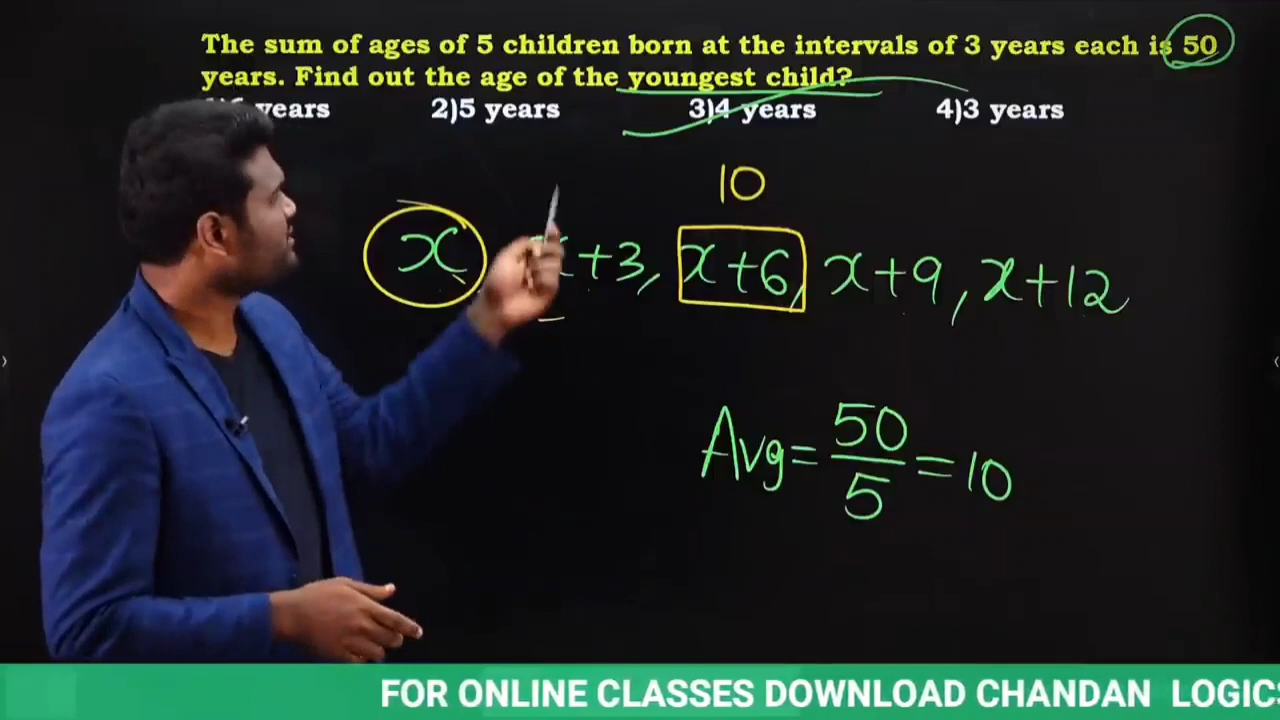 The sum of ages of 5 children born at the intervals of 3 years each is 50
years. Find out the age of the youngest child?
years 2)5 years 3)4 years 4)3 years
10
x +3, x+6, x+9, x+12
Avg = 50/5 = 10
FOR ONLINE CLASSES DOWNLOAD CHANDAN LOGICS